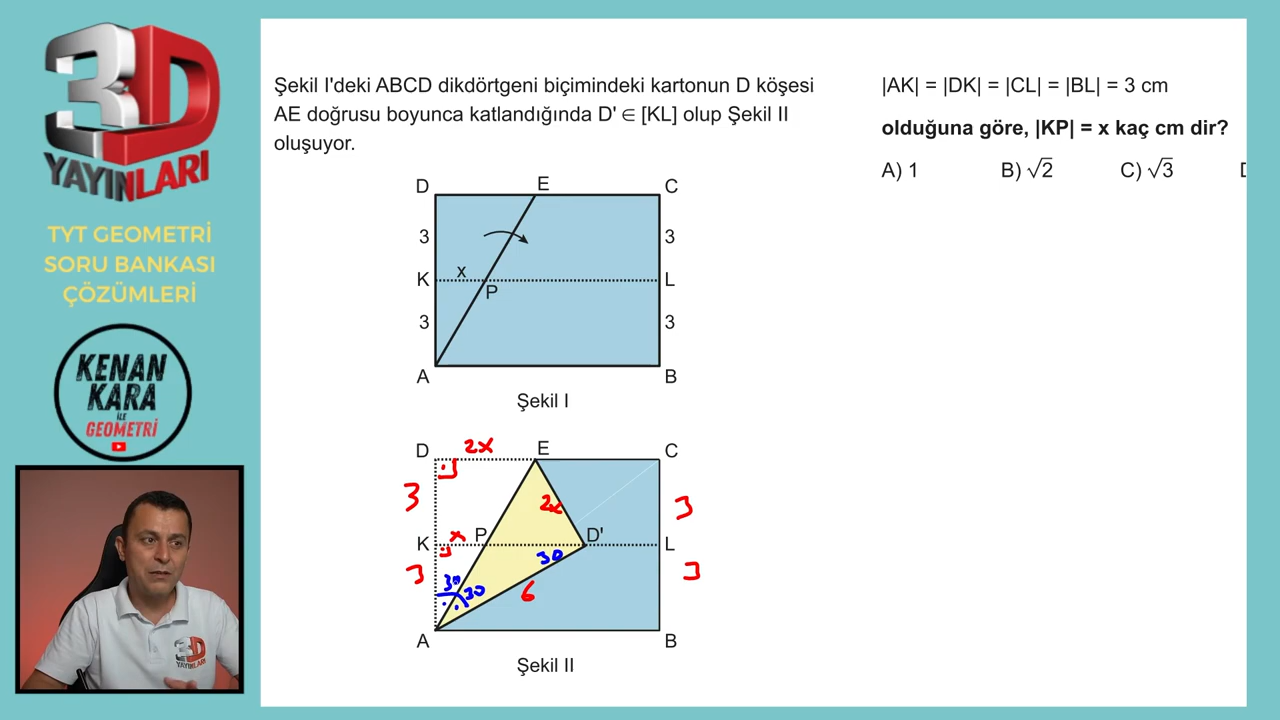 3D
YAYINLARI
TYT GEOMETRİ
SORU BANKASI
ÇÖZÜMLERİ
KENAN
KARA
İLE
GEOMETRİ
3D
YAYINLARI
Şekil I'deki ABCD dikdörtgeni biçimindeki kartonun D köşesi
AE doğrusu boyunca katlandığında D' ∈ [KL] olup Şekil II
oluşuyor.
D E C
3 3
K x P L
3 3
A B
Şekil I
D 2x E C
3 2x 3
K x P D' L
3 30 30 30 6 3
A B
Şekil II
|AK| = |DK| = |CL| = |BL| = 3 cm
olduğuna göre, |KP| = x kaç cm dir?
A) 1 B) √2 C) √3